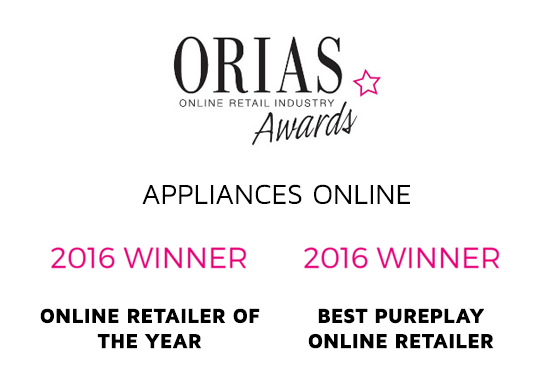 ORIAS
ONLINE RETAIL INDUSTRY
Awards
APPLIANCES ONLINE
2016 WINNER 2016 WINNER
ONLINE RETAILER OF
THE YEAR
BEST PUREPLAY
ONLINE RETAILER